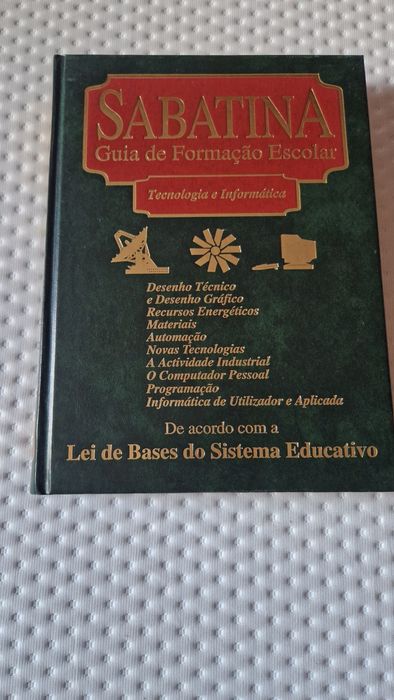 SABATINA
Guia de Formação Escolar
Tecnologia e Informática
Desenho Técnico
e Desenho Gráfico
Recursos Energéticos
Materiais
Automação
Novas Tecnologias
A Actividade Industrial
O Computador Pessoal
Programação
Informática de Utilizador e Aplicada
De acordo com a
Lei de Bases do Sistema Educativo